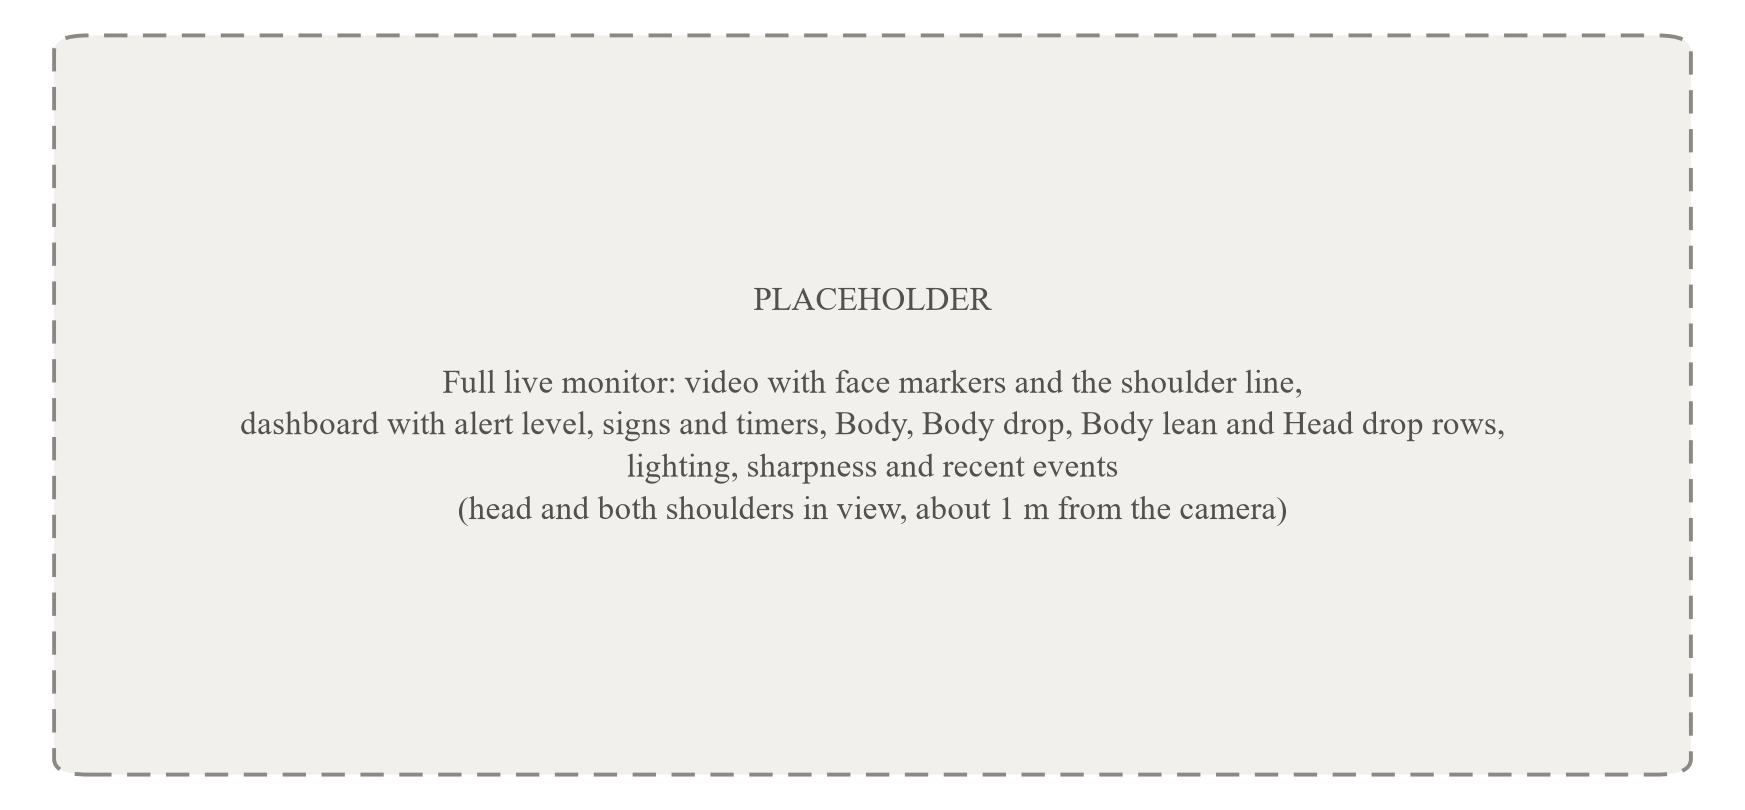 PLACEHOLDER
Full live monitor: video with face markers and the shoulder line,
dashboard with alert level, signs and timers, Body, Body drop, Body lean and Head drop rows,
lighting, sharpness and recent events
(head and both shoulders in view, about 1 m from the camera)